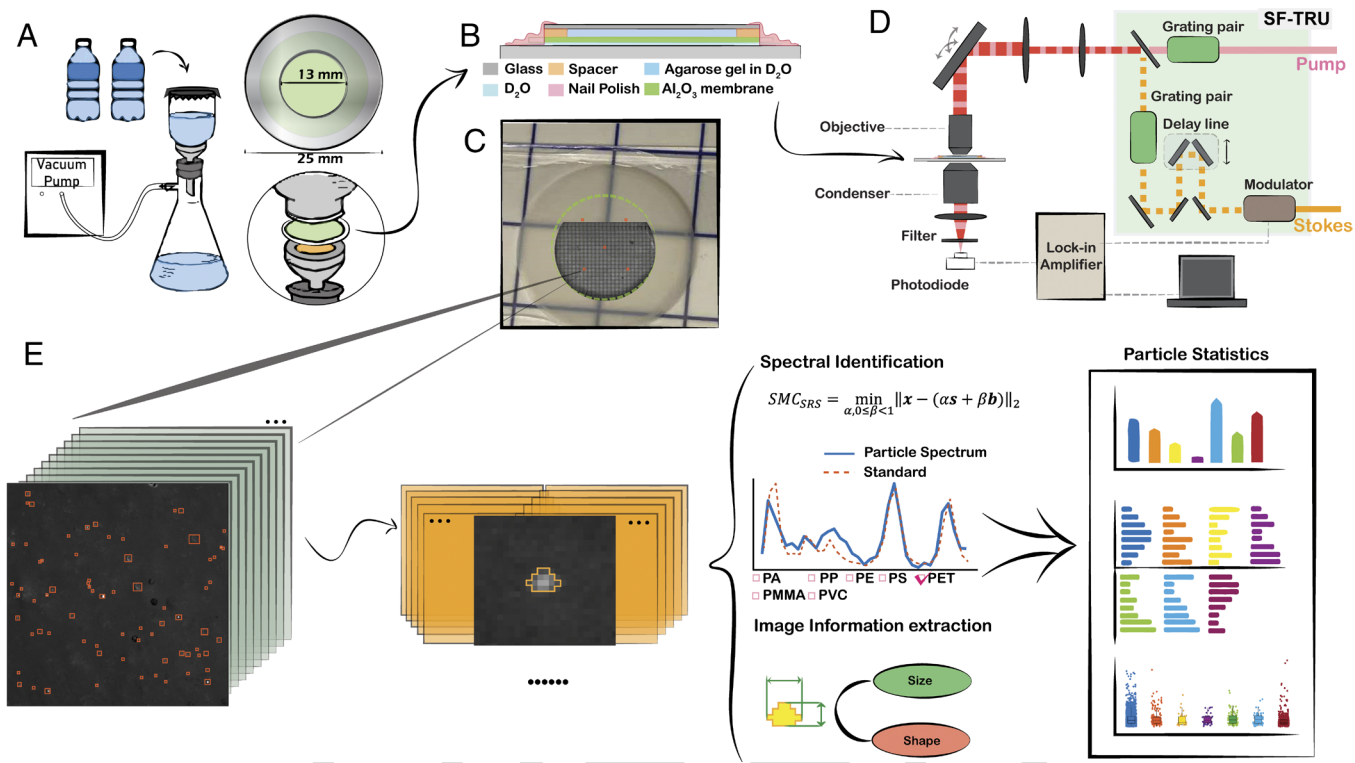 A
13 mm
25 mm
Vacuum
Pump
B
Glass
Spacer
Agarose gel in D₂O
D₂O
Nail Polish
Al₂O₃ membrane
C
D
SF-TRU
Grating pair
Pump
Grating pair
Delay line
Objective
Condenser
Modulator
Stokes
Filter
Lock-in
Amplifier
Photodiode
E
Spectral Identification
SMC_SRS = min ‖x − (αs + βb)‖₂
α,0≤β<1
Particle Spectrum
Standard
PA
PP
PE
PS
PET
PMMA
PVC
Image Information extraction
Size
Shape
Particle Statistics